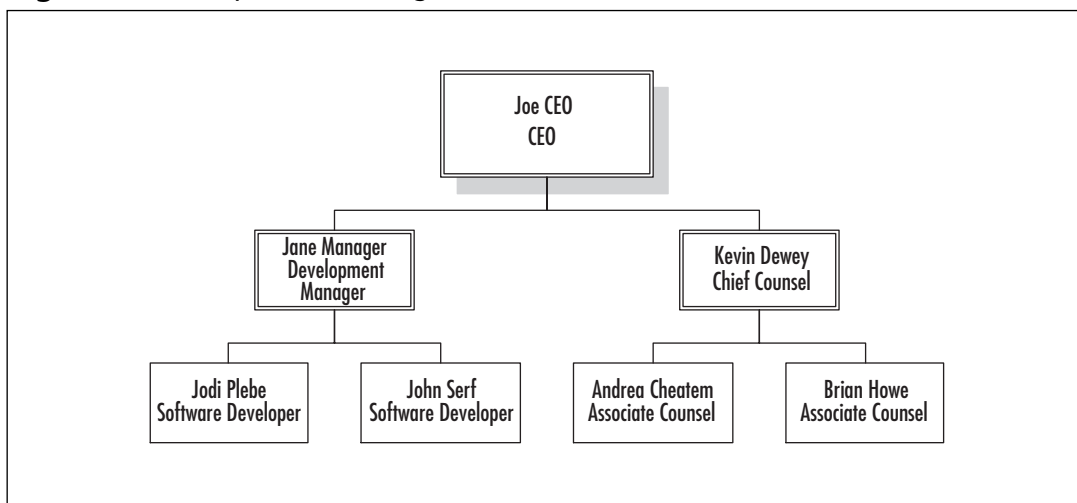 Joe CEO
CEO
Jane Manager
Development
Manager
Kevin Dewey
Chief Counsel
Jodi Plebe
Software Developer
John Serf
Software Developer
Andrea Cheatem
Associate Counsel
Brian Howe
Associate Counsel